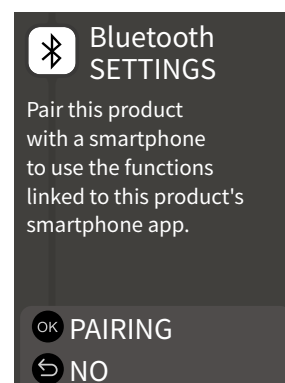 Bluetooth
SETTINGS
Pair this product
with a smartphone
to use the functions
linked to this product's
smartphone app.
OK PAIRING
NO